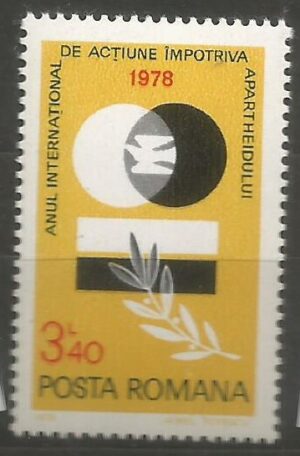 ANUL INTERNAȚIONAL
DE ACȚIUNE ÎMPOTRIVA
APARTHEIDULUI
1978
3L40
POSTA ROMANA